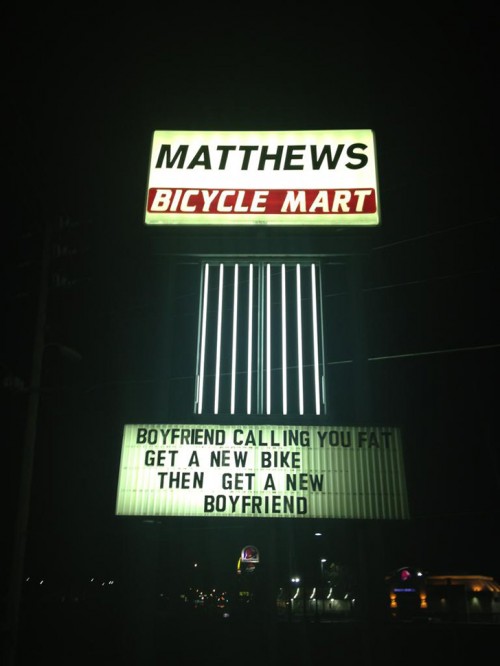 MATTHEWS
BICYCLE MART
BOYFRIEND CALLING YOU FAT
GET A NEW BIKE
THEN GET A NEW
BOYFRIEND